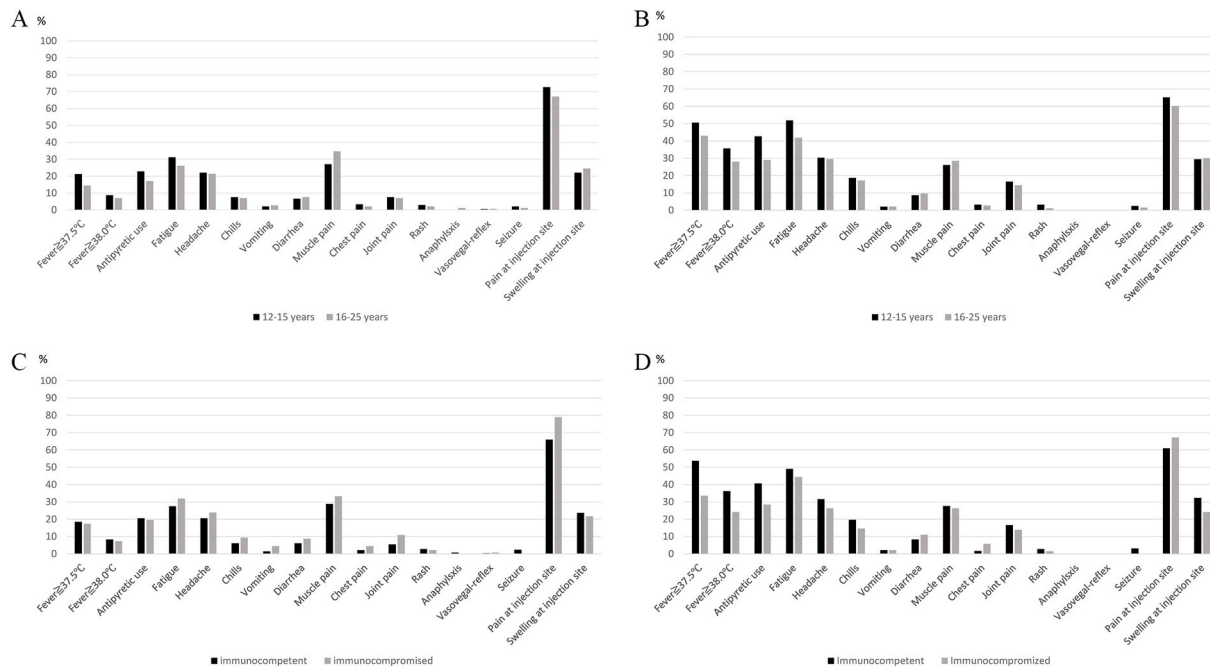 A
%
100
90
80
70
60
50
40
30
20
10
0
Fever≧37.5℃
Fever≧38.0℃
Antipyretic use
Fatigue
Headache
Chills
Vomiting
Diarrhea
Muscle pain
Chest pain
Joint pain
Rash
Anaphylsxis
Vasovegal-reflex
Seizure
Pain at injection site
Swelling at injection site
12-15 years 16-25 years
B
%
100
90
80
70
60
50
40
30
20
10
0
Fever≧37.5℃
Fever≧38.0℃
Antipyretic use
Fatigue
Headache
Chills
Vomiting
Diarrhea
Muscle pain
Chest pain
Joint pain
Rash
Anaphylsxis
Vasovegal-reflex
Seizure
Pain at injection site
Swelling at injection site
12-15 years 16-25 years
C
%
100
90
80
70
60
50
40
30
20
10
0
Fever≧37.5℃
Fever≧38.0℃
Antipyretic use
Fatigue
Headache
Chills
Vomiting
Diarrhea
Muscle pain
Chest pain
Joint pain
Rash
Anaphylsxis
Vasovegal-reflex
Seizure
Pain at injection site
Swelling at injection site
immunocompetent immunocompromised
D
%
100
90
80
70
60
50
40
30
20
10
0
Fever≧37.5℃
Fever≧38.0℃
Antipyretic use
Fatigue
Headache
Chills
Vomiting
Diarrhea
Muscle pain
Chest pain
Joint pain
Rash
Anaphylsxis
Vasovegal-reflex
Seizure
Pain at injection site
Swelling at injection site
Immunocompetent Immunocompromized